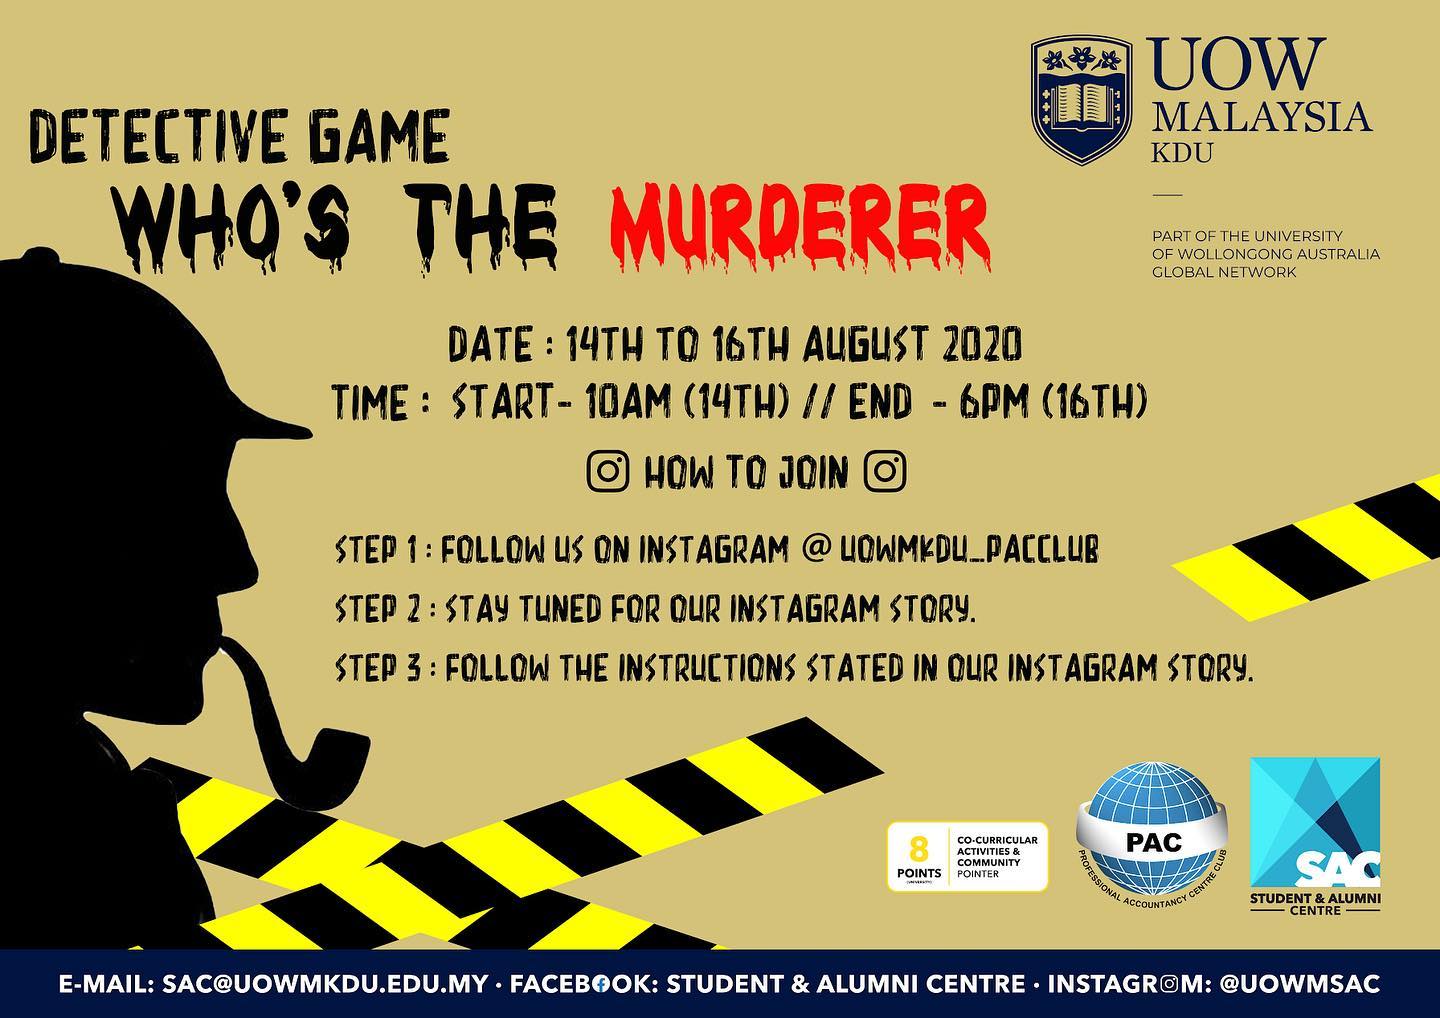 UOW
MALAYSIA
KDU
PART OF THE UNIVERSITY
OF WOLLONGONG AUSTRALIA
GLOBAL NETWORK
DETECTIVE GAME
WHO'S THE MURDERER
DATE : 14TH TO 16TH AUGUST 2020
TIME : START- 10AM (14TH) // END - 6PM (16TH)
HOW TO JOIN
STEP 1 : FOLLOW US ON INSTAGRAM @ UOWMKDU_PACCLUB
STEP 2 : STAY TUNED FOR OUR INSTAGRAM STORY.
STEP 3 : FOLLOW THE INSTRUCTIONS STATED IN OUR INSTAGRAM STORY.
8
POINTS
(UNIVERSITY)
CO-CURRICULAR
ACTIVITIES &
COMMUNITY
POINTER
PAC
PROFESSIONAL ACCOUNTANCY CENTRE CLUB
SAC
STUDENT & ALUMNI
CENTRE
E-MAIL: SAC@UOWMKDU.EDU.MY · FACEBOOK: STUDENT & ALUMNI CENTRE · INSTAGRAM: @UOWMSAC